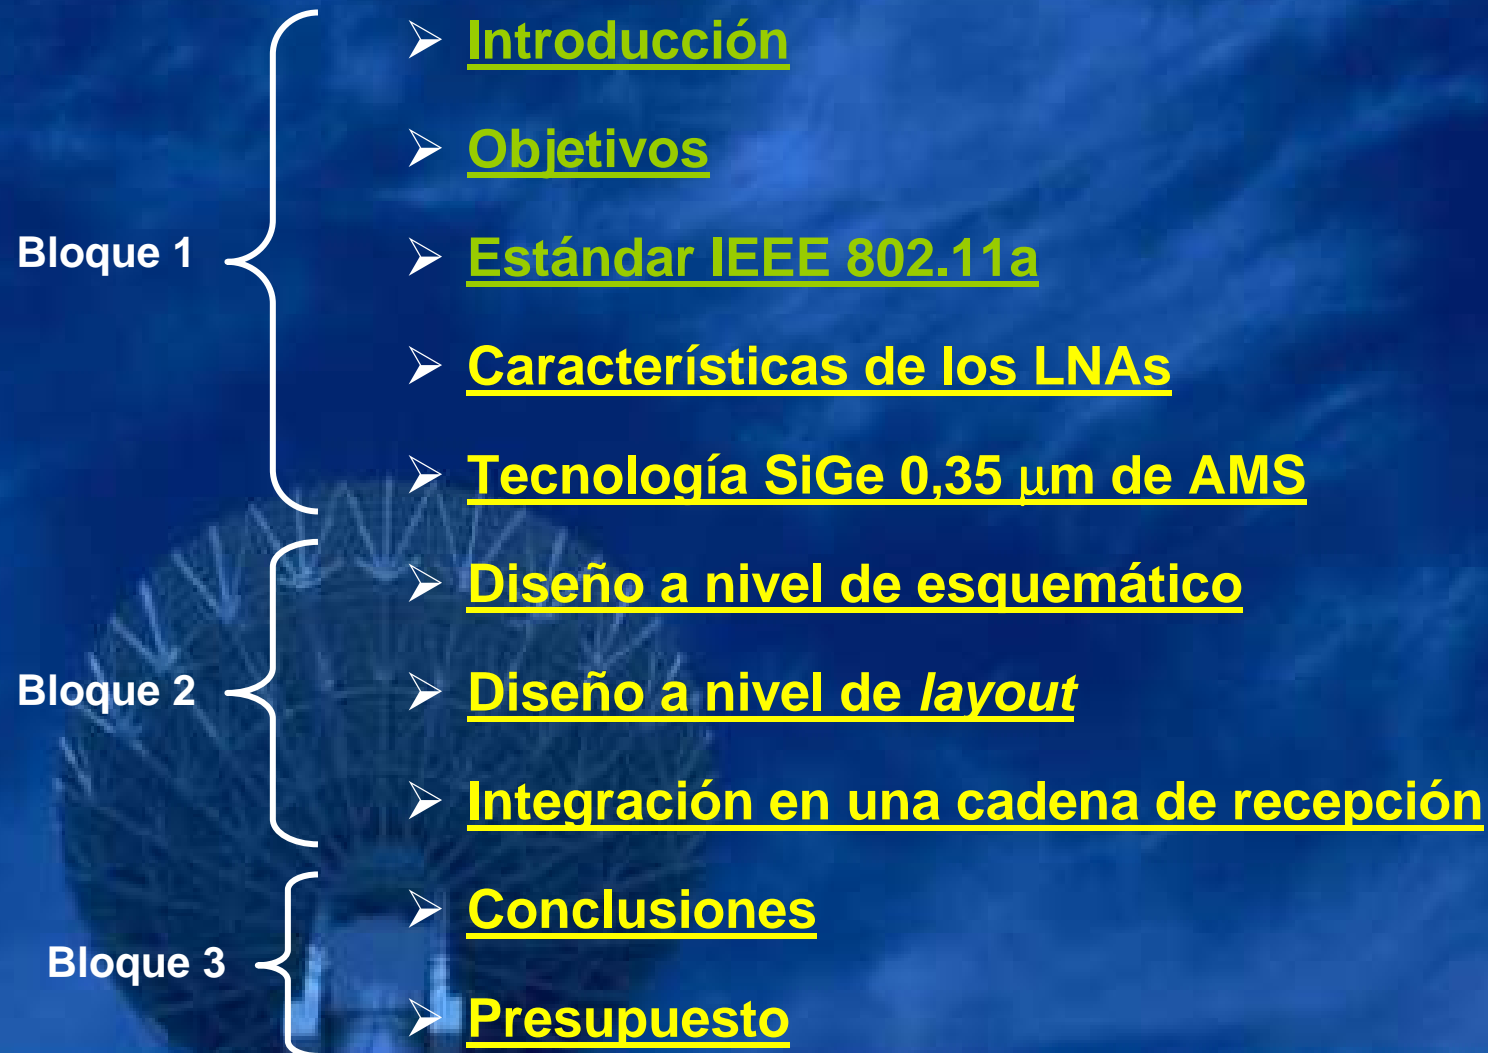 Bloque 1
Introducción
Objetivos
Estándar IEEE 802.11a
Características de los LNAs
Tecnología SiGe 0,35 μm de AMS
Bloque 2
Diseño a nivel de esquemático
Diseño a nivel de layout
Integración en una cadena de recepción
Bloque 3
Conclusiones
Presupuesto